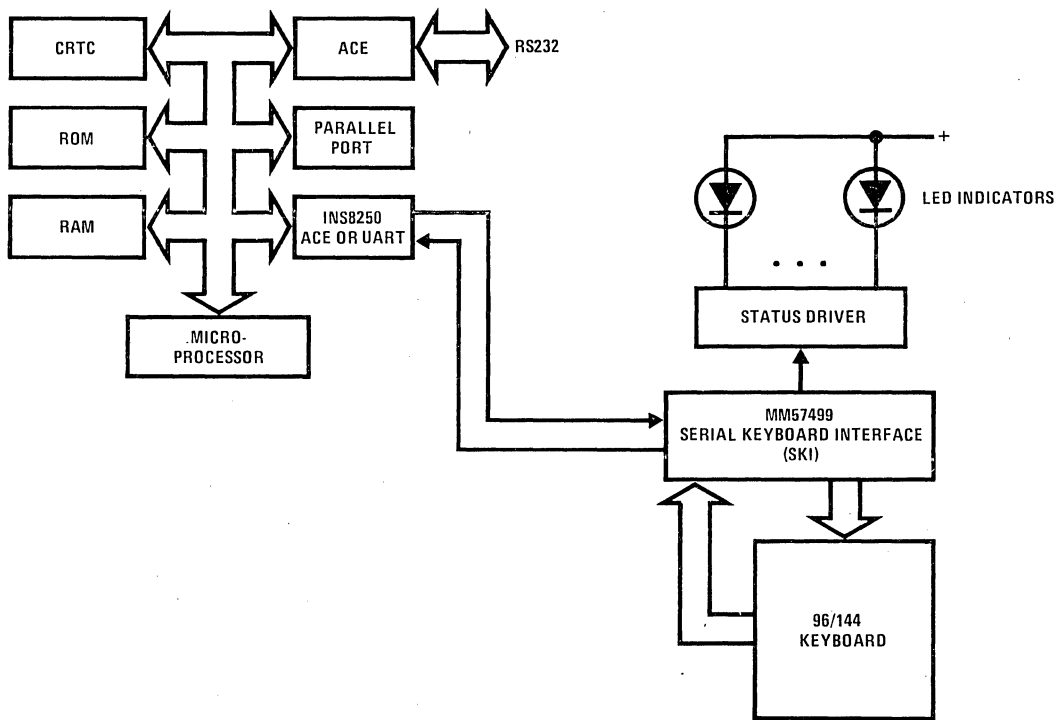 CRTC
ACE
RS232
ROM
PARALLEL
PORT
RAM
INS8250
ACE OR UART
.MICRO-
PROCESSOR
+
LED INDICATORS
. . .
STATUS DRIVER
MM57499
SERIAL KEYBOARD INTERFACE
(SKI)
96/144
KEYBOARD